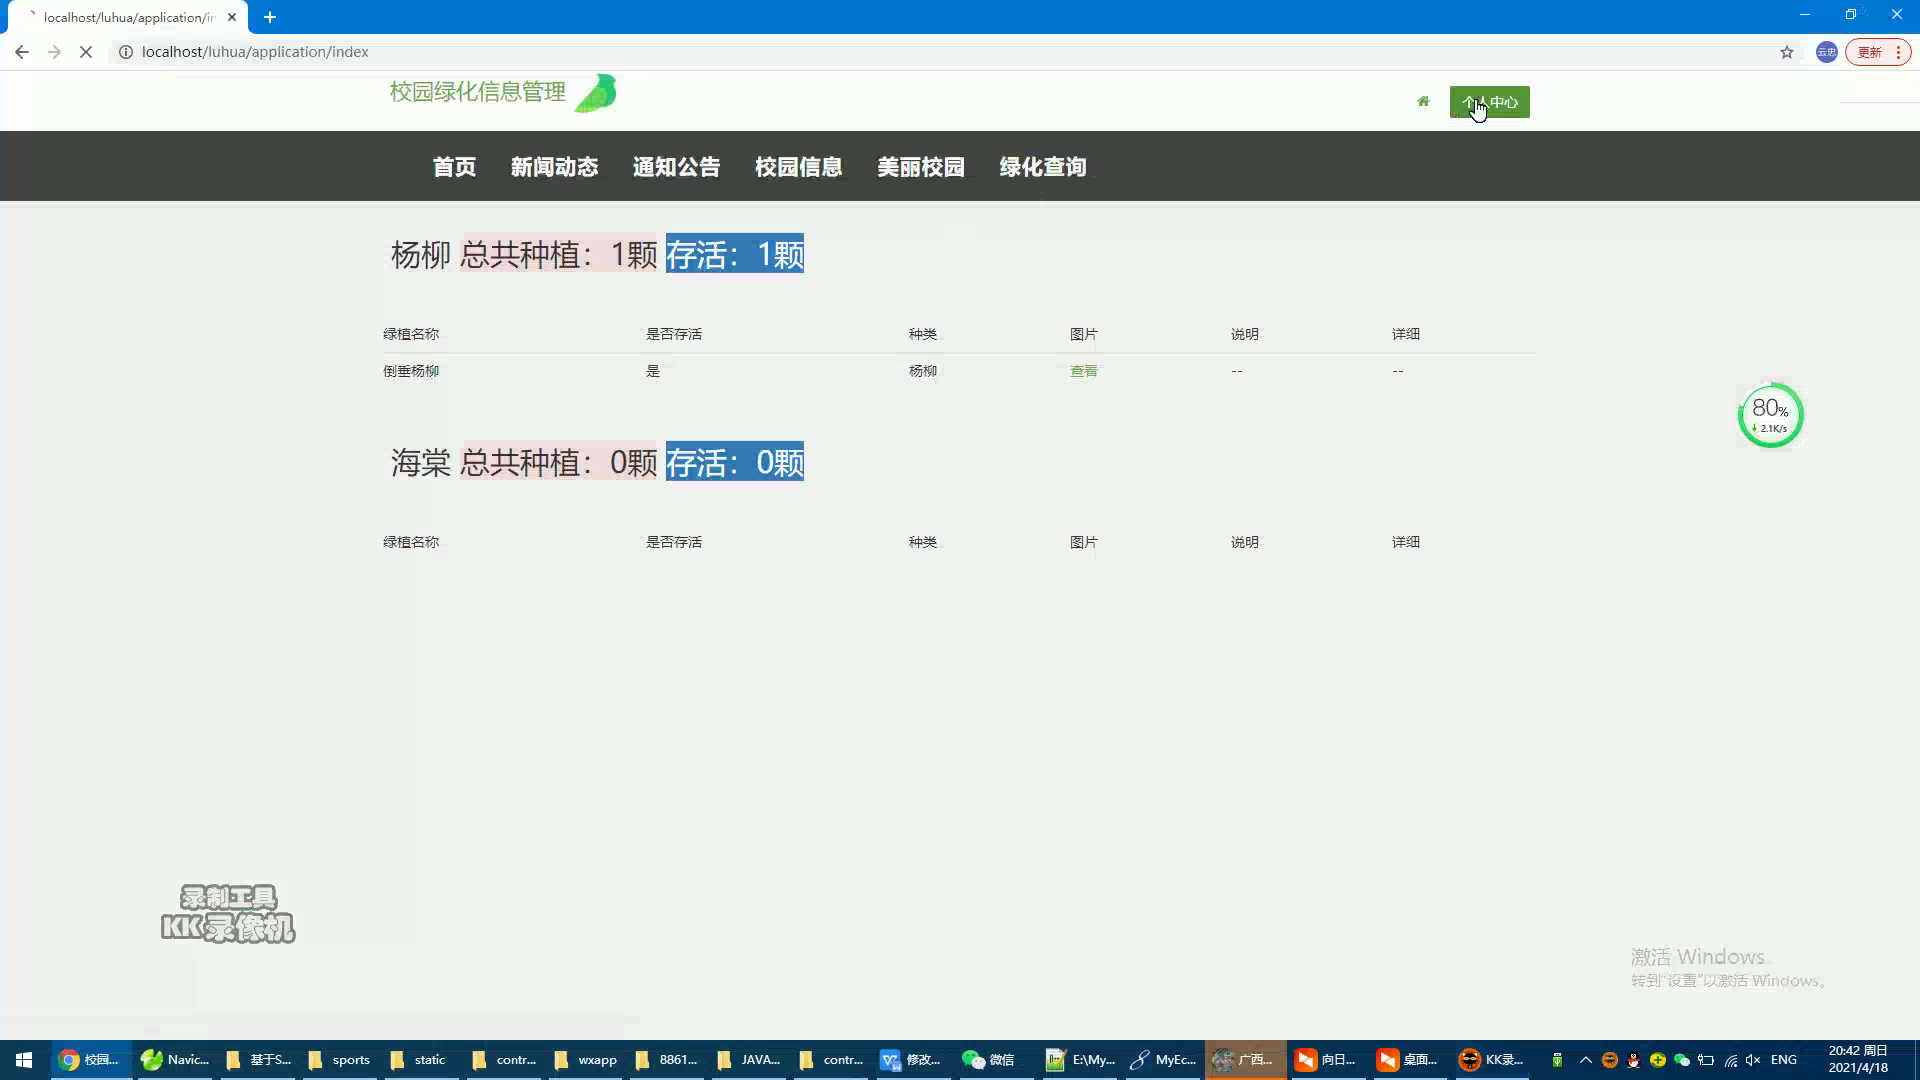 localhost/luhua/application/in
localhost/luhua/application/index
云忠
更新
校园绿化信息管理
个人中心
首页 新闻动态 通知公告 校园信息 美丽校园 绿化查询
杨柳 总共种植：1颗 存活：1颗
绿植名称 是否存活 种类 图片 说明 详细
倒垂杨柳 是 杨柳 查看 -- --
80%
2.1K/s
海棠 总共种植：0颗 存活：0颗
绿植名称 是否存活 种类 图片 说明 详细
录制工具
KK录像机
激活 Windows
转到"设置"以激活 Windows。
校园... Navic... 基于S... sports static contr... wxapp 8861... JAVA... contr... 修改... 微信 E:\My... MyEc... 广西... 向日... 桌面... KK录... ENG
20:42 周日
2021/4/18